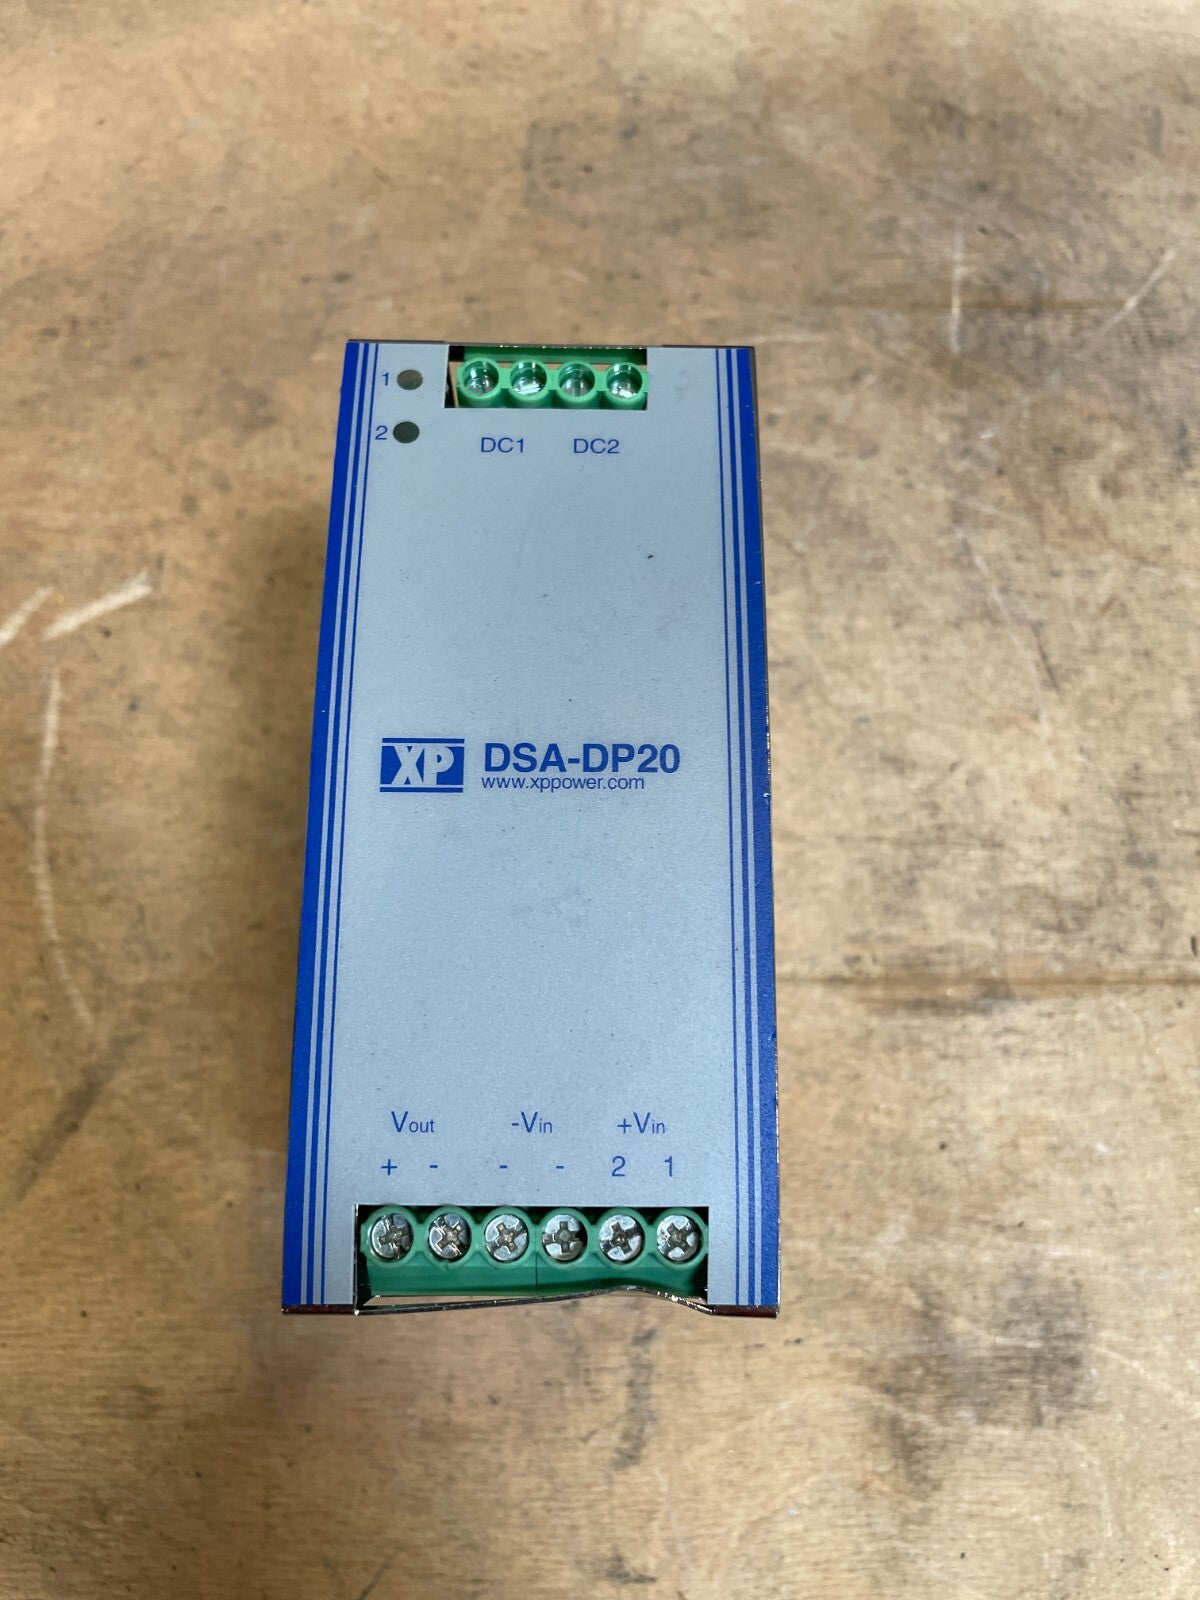 1
2
DC1 DC2
XP DSA-DP20
www.xppower.com
Vout -Vin +Vin
+ - - - 2 1